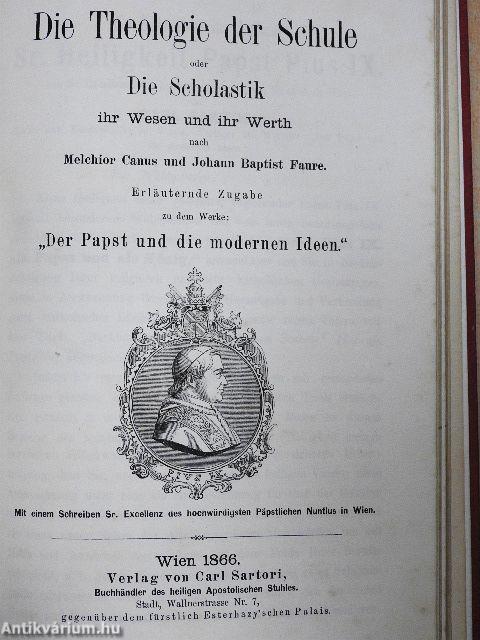 Die Theologie der Schule
oder
Die Scholastik
ihr Wesen und ihr Werth
nach
Melchior Canus und Johann Baptist Faure.
Erläuternde Zugabe
zu dem Werke:
„Der Papst und die modernen Ideen.“
Mit einem Schreiben Sr. Excellenz des hochwürdigsten Päpstlichen Nuntius in Wien.
Wien 1866.
Verlag von Carl Sartori,
Buchhändler des heiligen Apostolischen Stuhles.
Stadt, Wallnerstrasse Nr. 7,
gegenüber dem fürstlich Esterhazy'schen Palais.
Antikvárium.hu